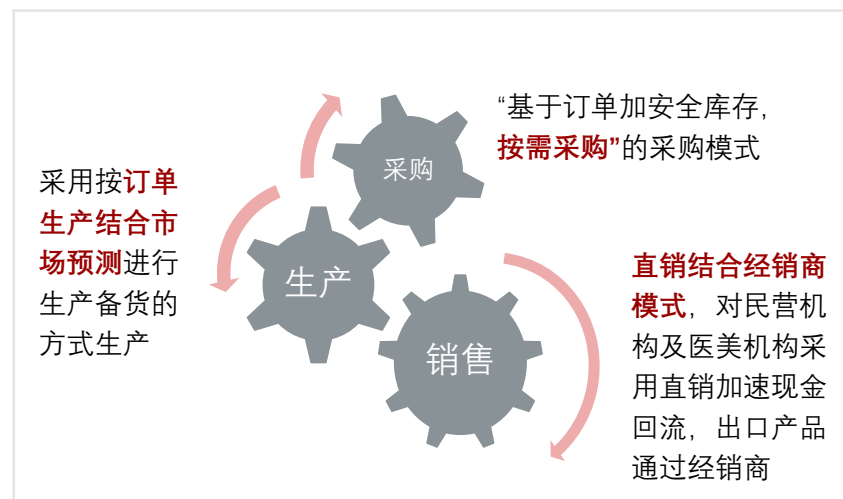 “基于订单加安全库存，
按需采购”的采购模式
采购
采用按订单
生产结合市
场预测进行
生产备货的
方式生产
生产
直销结合经销商
模式，对民营机
构及医美机构采
用直销加速现金
回流，出口产品
通过经销商
销售